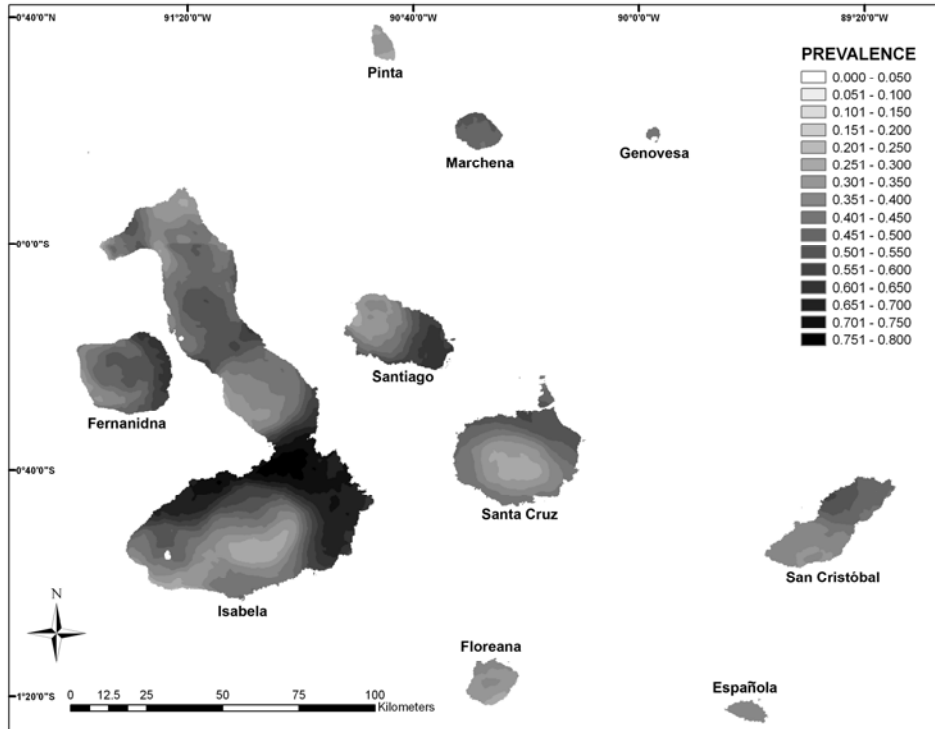 91°20'0"W 90°40'0"W 90°0'0"W 89°20'0"W
0°40'0"N
0°0'0"S
0°40'0"S
1°20'0"S
PREVALENCE
0.000 - 0.050
0.051 - 0.100
0.101 - 0.150
0.151 - 0.200
0.201 - 0.250
0.251 - 0.300
0.301 - 0.350
0.351 - 0.400
0.401 - 0.450
0.451 - 0.500
0.501 - 0.550
0.551 - 0.600
0.601 - 0.650
0.651 - 0.700
0.701 - 0.750
0.751 - 0.800
Pinta
Marchena
Genovesa
Santiago
Fernanidna
Santa Cruz
San Cristóbal
Isabela
Floreana
Española
N
0 12.5 25 50 75 100
Kilometers